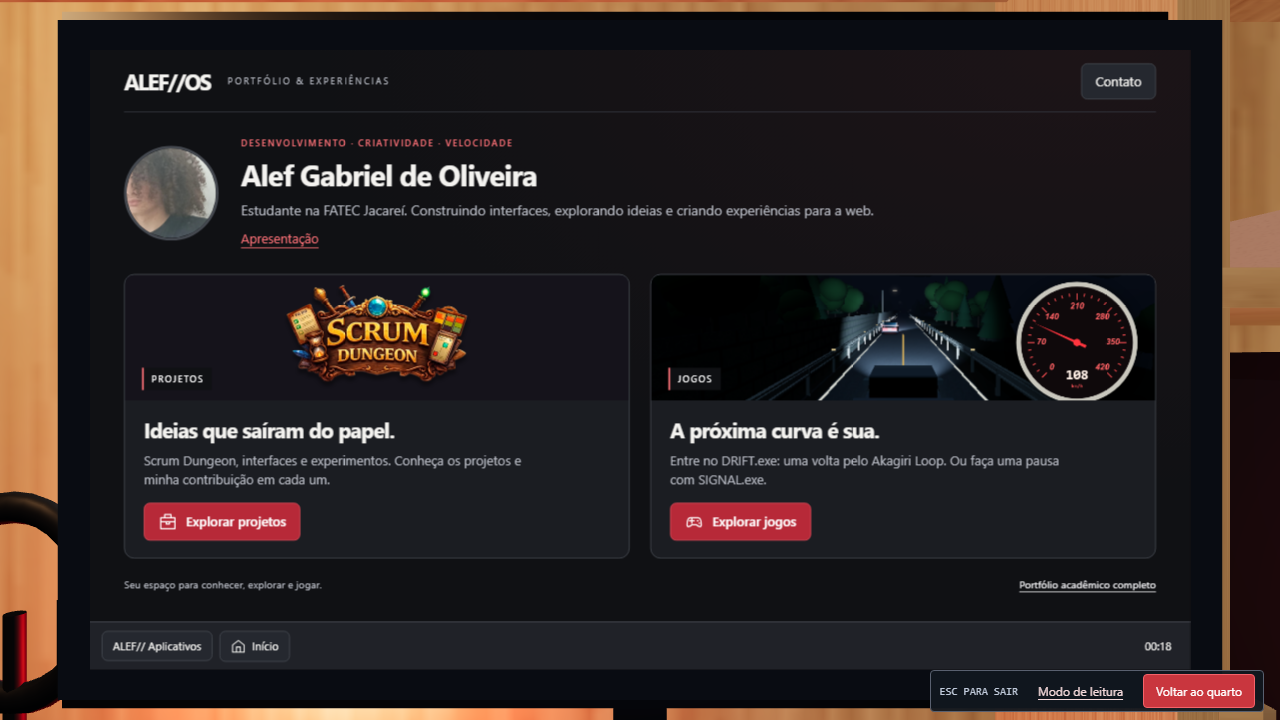 ALEF//OS
PORTFÓLIO & EXPERIÊNCIAS
Contato
DESENVOLVIMENTO · CRIATIVIDADE · VELOCIDADE
Alef Gabriel de Oliveira
Estudante na FATEC Jacareí. Construindo interfaces, explorando ideias e criando experiências para a web.
Apresentação
SCRUM
DUNGEON
PROJETOS
Ideias que saíram do papel.
Scrum Dungeon, interfaces e experimentos. Conheça os projetos e
minha contribuição em cada um.
Explorar projetos
0
70
140
210
280
350
420
108
km/h
JOGOS
A próxima curva é sua.
Entre no DRIFT.exe: uma volta pelo Akagiri Loop. Ou faça uma pausa
com SIGNAL.exe.
Explorar jogos
Seu espaço para conhecer, explorar e jogar.
Portfólio acadêmico completo
ALEF// Aplicativos
Início
00:18
ESC PARA SAIR
Modo de leitura
Voltar ao quarto